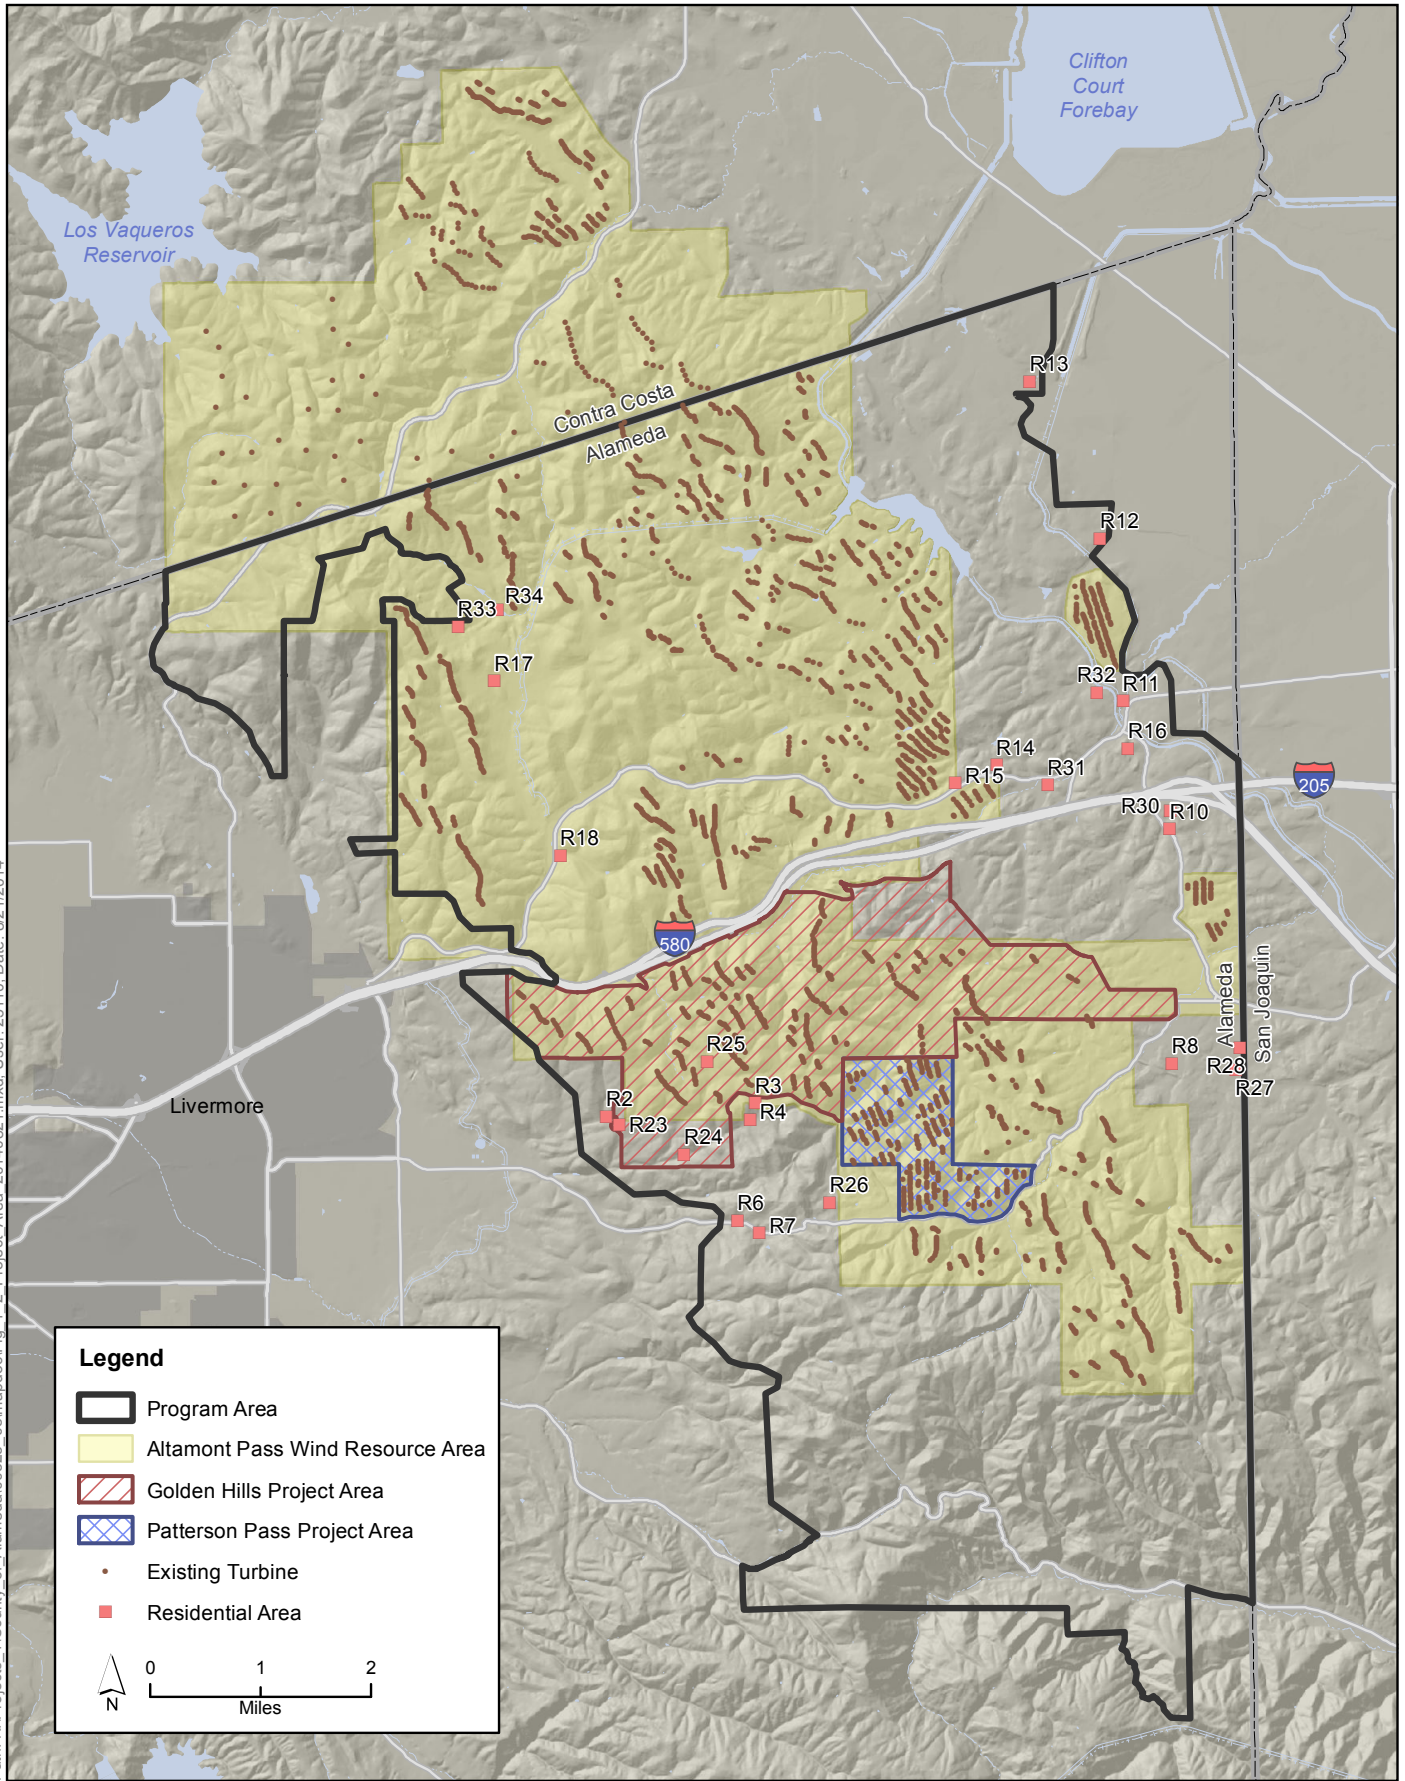 Clifton
Court
Forebay
Los Vaqueros
Reservoir
R13
Contra Costa
Alameda
R12
R34
R33
R17
R32
R11
R16
R14
R15
R31
205
R30
R10
R18
580
Alameda
San Joaquin
R25
R8
R28
R27
R3
R2
R4
R23
R24
Livermore
R26
R6
R7
Legend
Program Area
Altamont Pass Wind Resource Area
Golden Hills Project Area
Patterson Pass Project Area
Existing Turbine
Residential Area
N
0 1 2
Miles